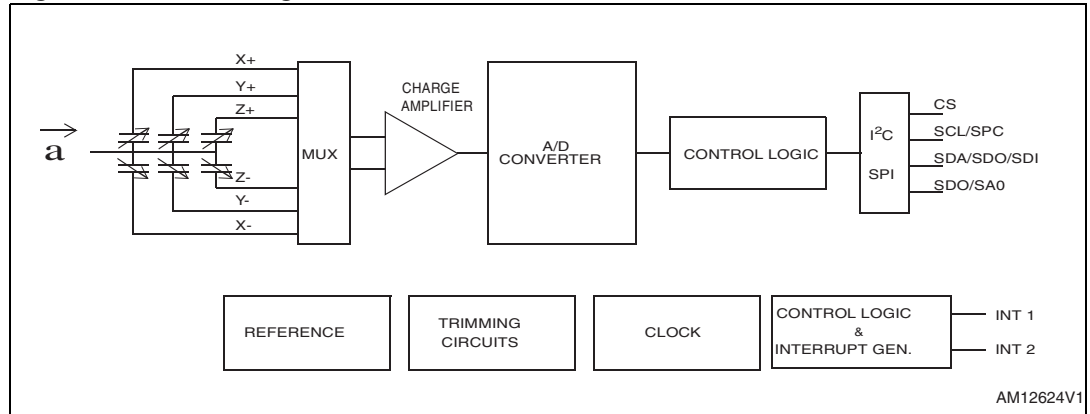 X+
Y+
Z+
a
Z-
Y-
X-
MUX
CHARGE
AMPLIFIER
A/D
CONVERTER
CONTROL LOGIC
I²C
SPI
CS
SCL/SPC
SDA/SDO/SDI
SDO/SA0
REFERENCE
TRIMMING
CIRCUITS
CLOCK
CONTROL LOGIC
&
INTERRUPT GEN.
INT 1
INT 2
AM12624V1